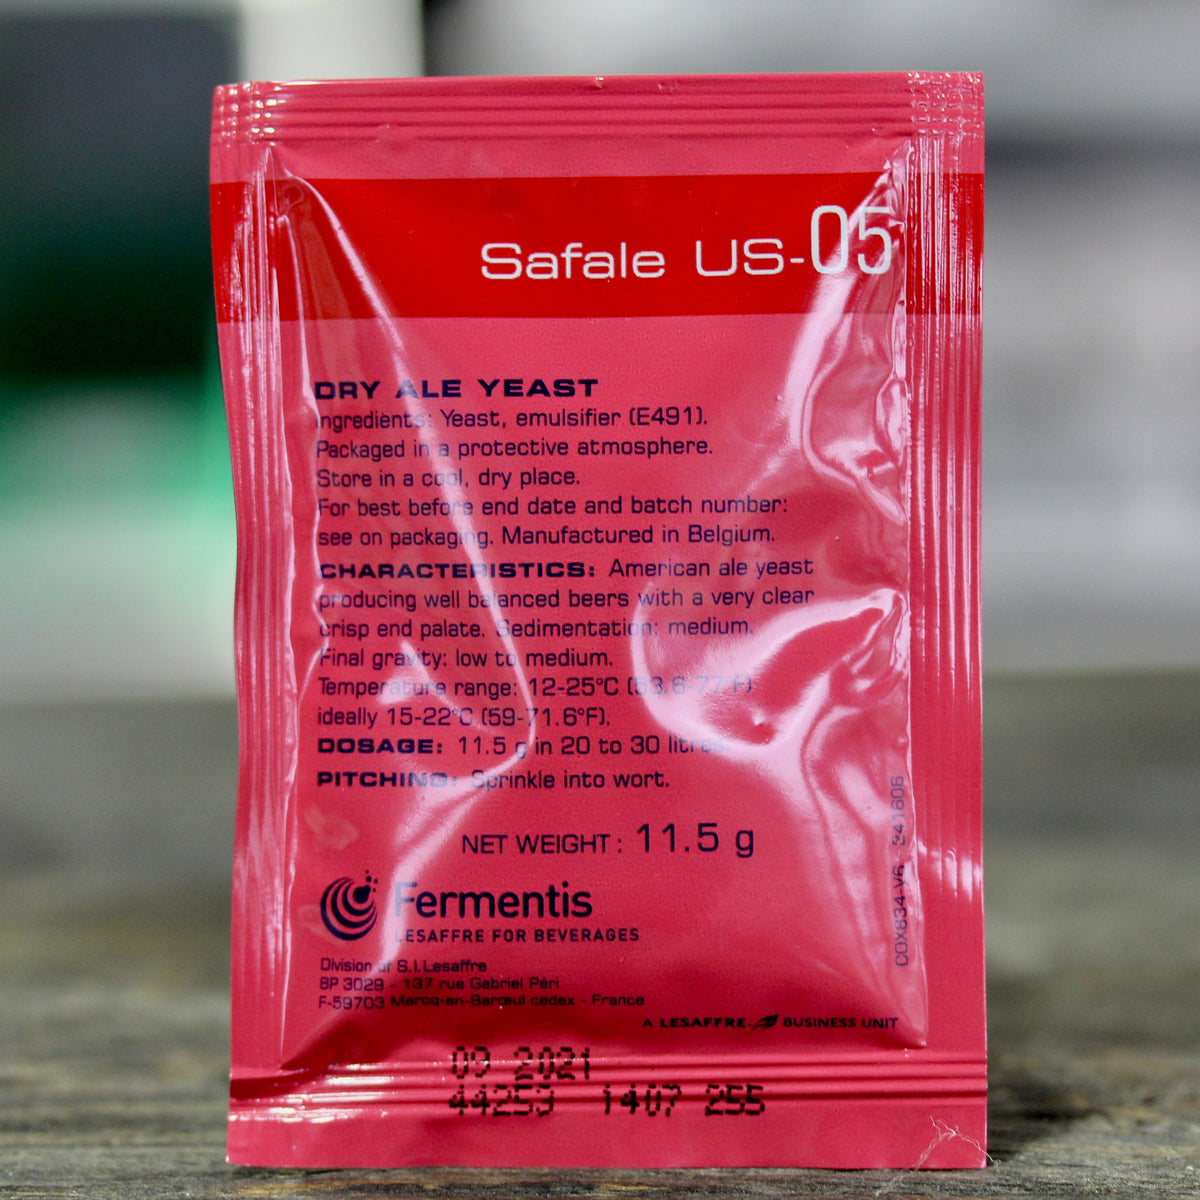 Safale US-05
DRY ALE YEAST
Ingredients: Yeast, emulsifier (E491).
Packaged in a protective atmosphere.
Store in a cool, dry place.
For best before end date and batch number:
see on packaging. Manufactured in Belgium.
CHARACTERISTICS: American ale yeast
producing well balanced beers with a very clear
crisp end palate. Sedimentation: medium.
Final gravity: low to medium.
Temperature range: 12-25°C (53.6-77°F)
ideally 15-22°C (59-71.6°F).
DOSAGE: 11.5 g in 20 to 30 litres
PITCHING: Sprinkle into wort.
NET WEIGHT : 11.5 g
Fermentis
LESAFFRE FOR BEVERAGES
Division of S.I.Lesaffre
BP 3029 - 137 rue Gabriel Péri
F-59703 Marcq-en-Barœul cedex - France
A LESAFFRE BUSINESS UNIT
COX834-V6 - 241608
09 2021
44253 1407 255